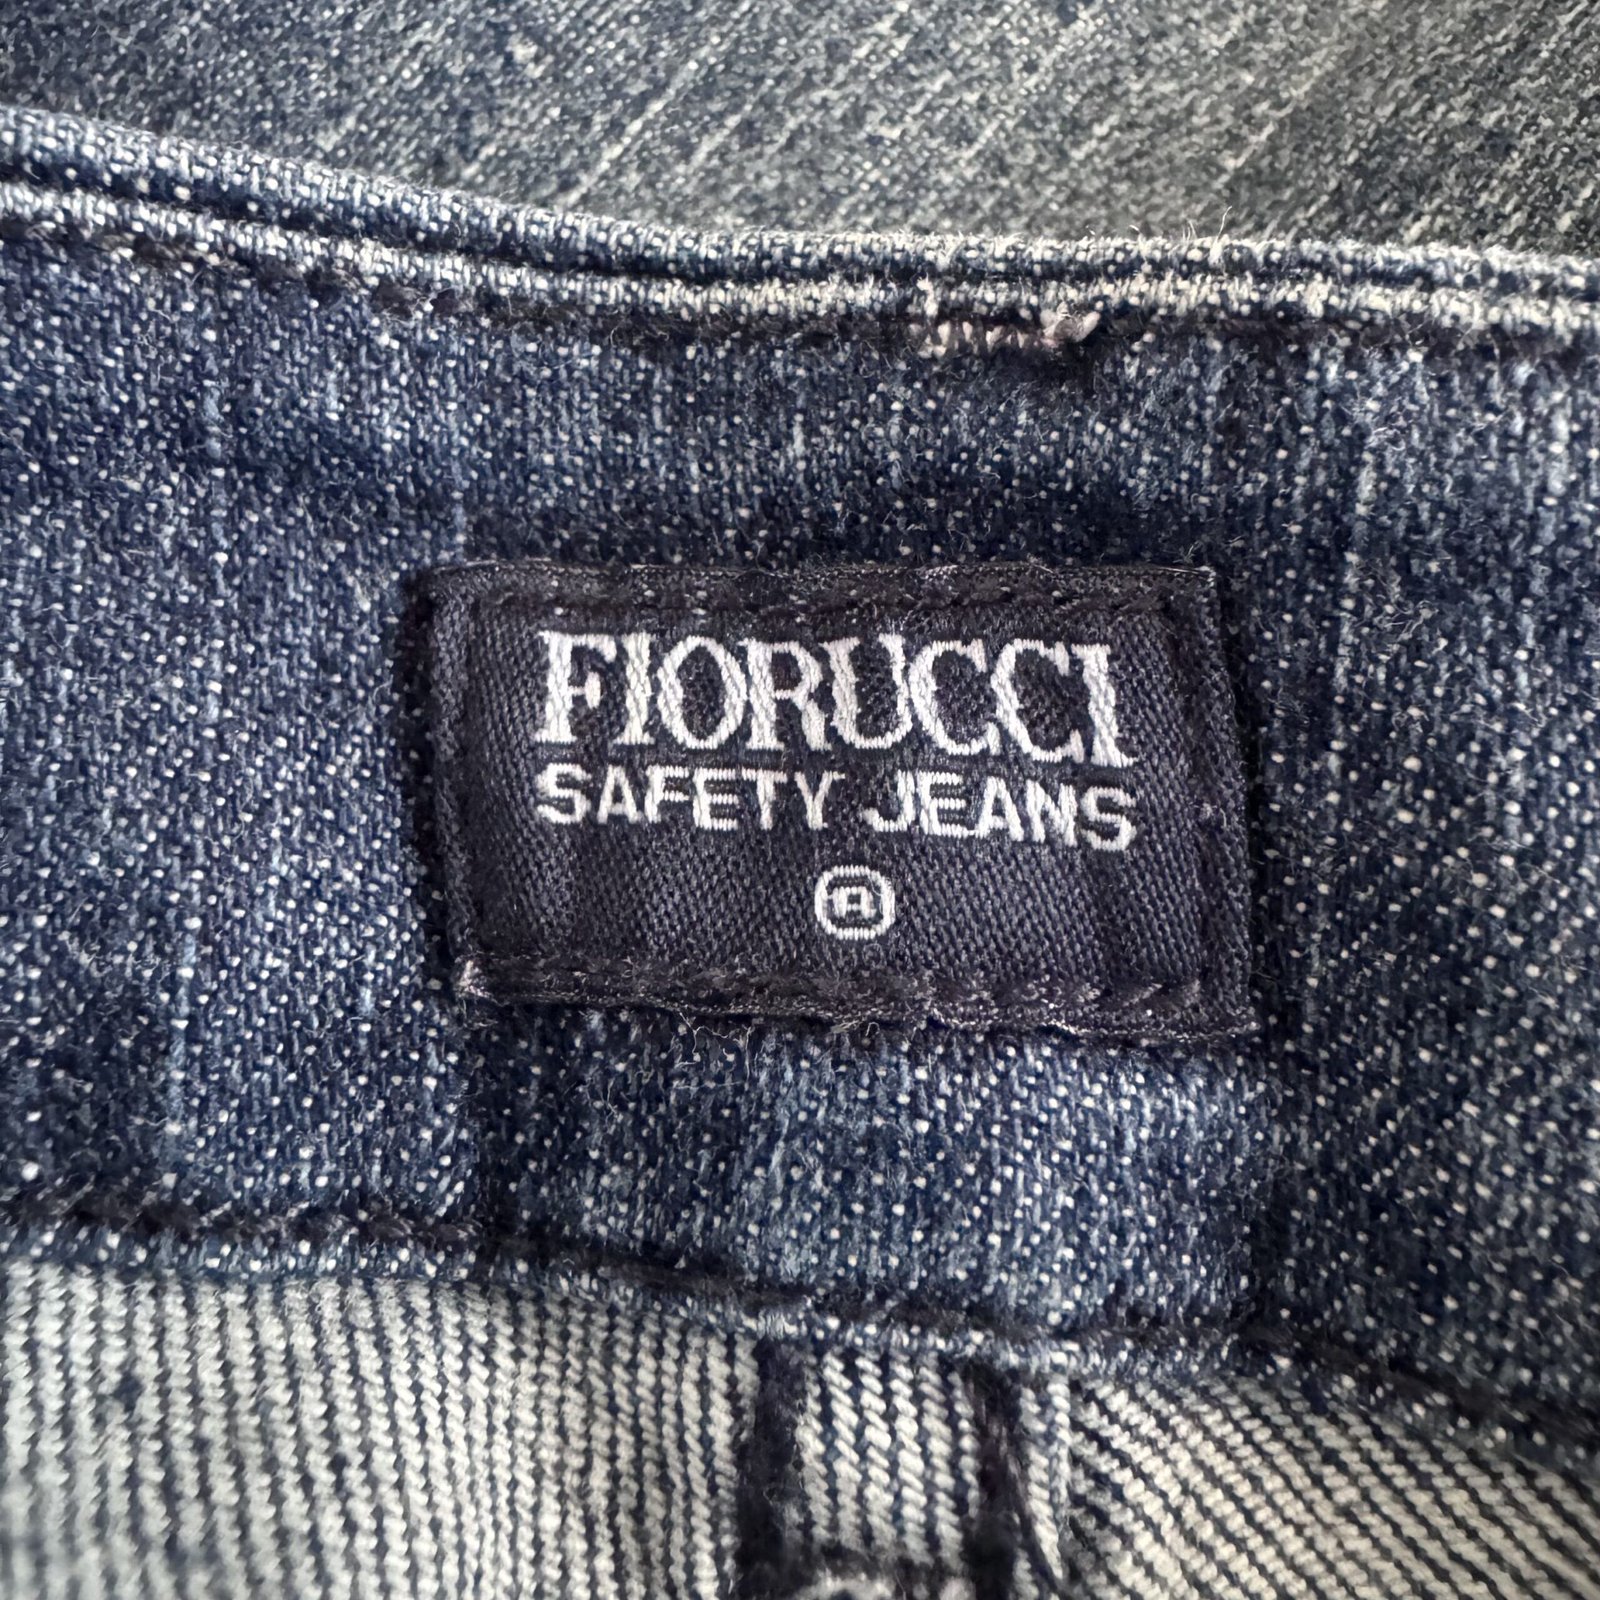 FIORUCCI
SAFETY JEANS
®